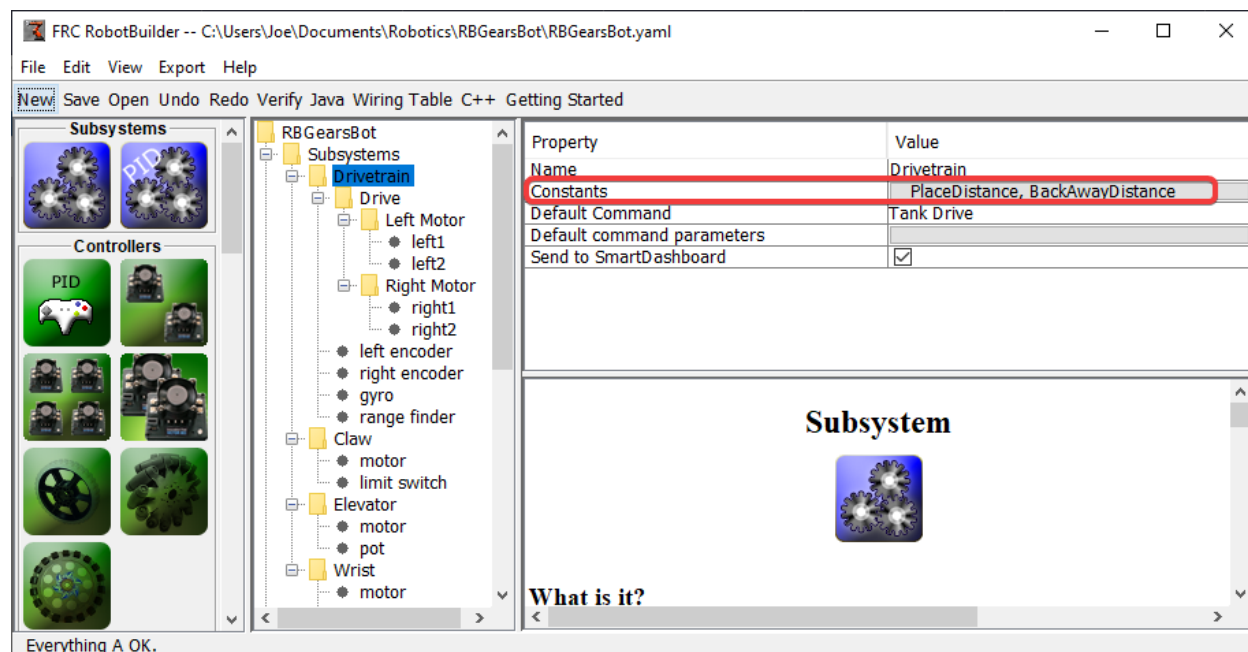 FRC RobotBuilder -- C:\Users\Joe\Documents\Robotics\RBGearsBot\RBGearsBot.yaml
File Edit View Export Help
New Save Open Undo Redo Verify Java Wiring Table C++ Getting Started
Subsystems
PID
Controllers
PID
RBGearsBot
Subsystems
Drivetrain
Drive
Left Motor
left1
left2
Right Motor
right1
right2
left encoder
right encoder
gyro
range finder
Claw
motor
limit switch
Elevator
motor
pot
Wrist
motor
Property Value
Name Drivetrain
Constants PlaceDistance, BackAwayDistance
Default Command Tank Drive
Default command parameters
Send to SmartDashboard
Subsystem
What is it?
Everything A OK.